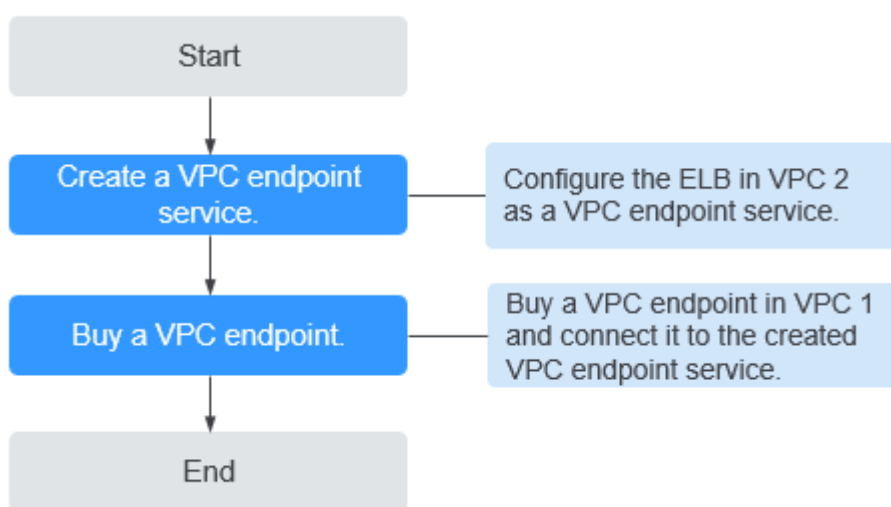 Start
Create a VPC endpoint
service.
Configure the ELB in VPC 2
as a VPC endpoint service.
Buy a VPC endpoint.
Buy a VPC endpoint in VPC 1
and connect it to the created
VPC endpoint service.
End